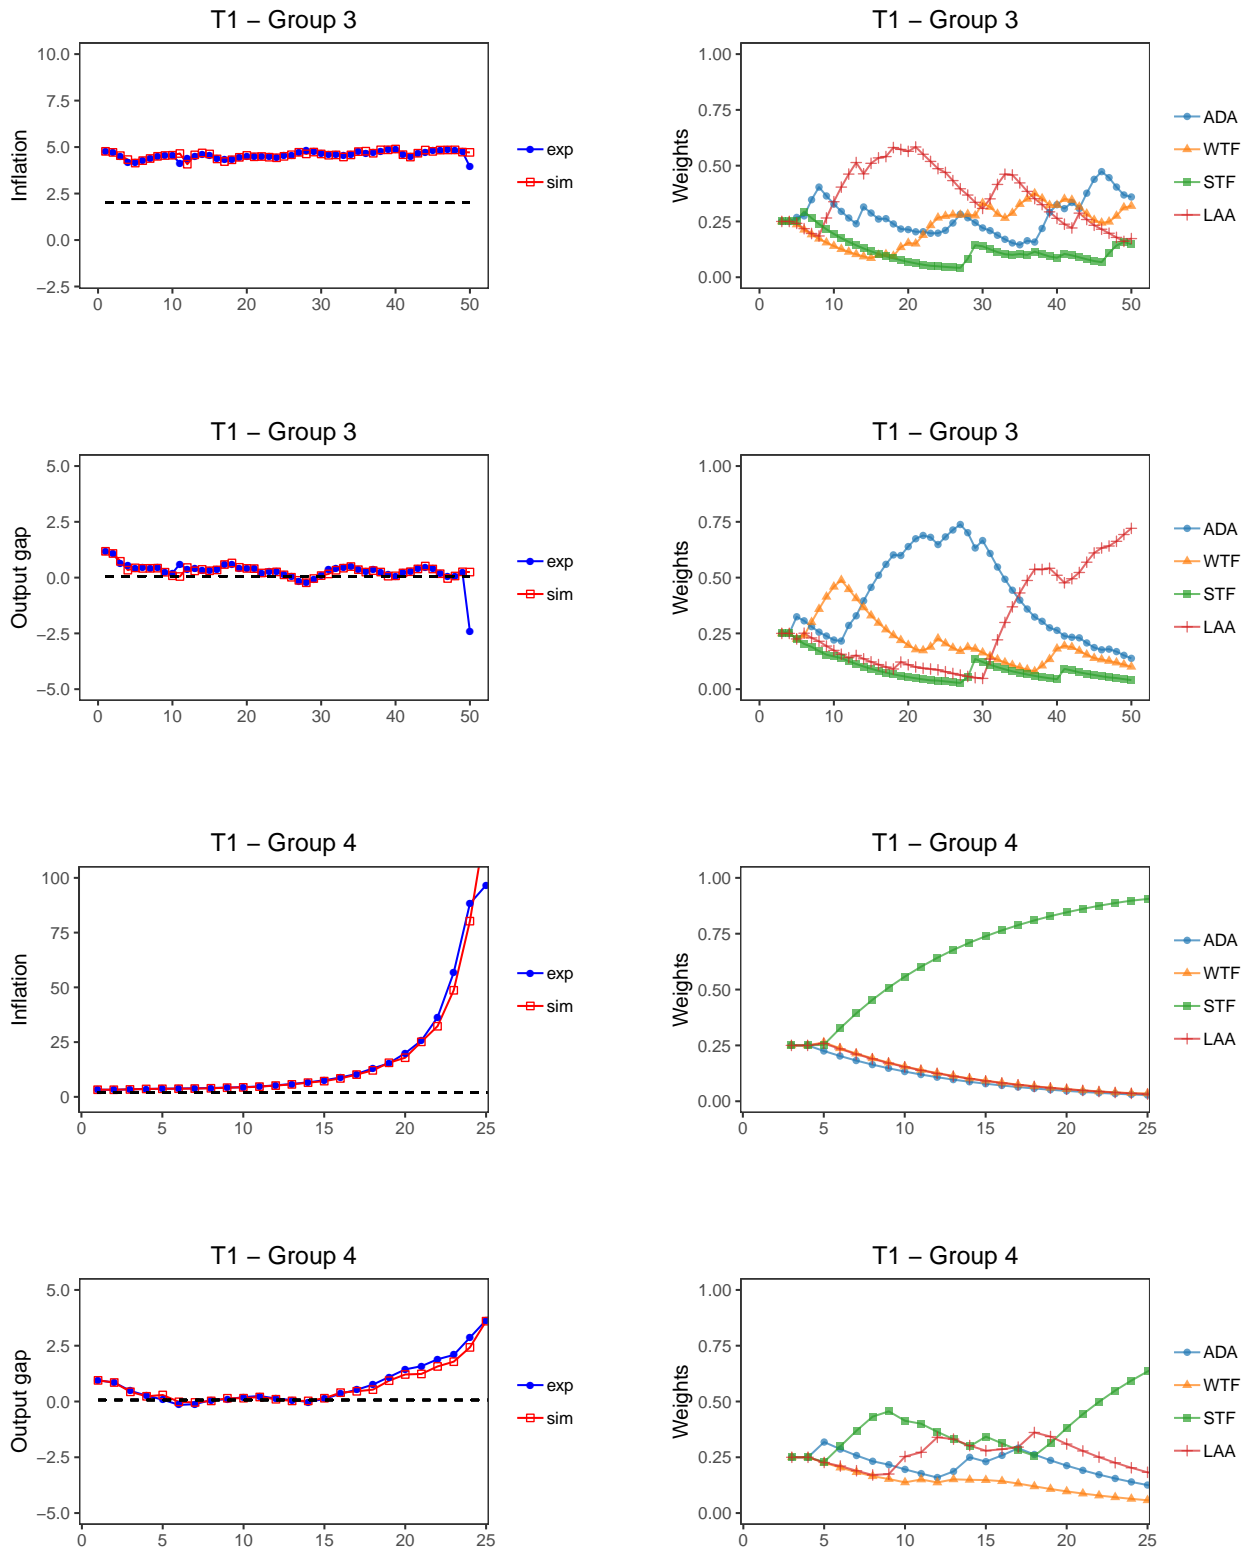 T1 – Group 3
Inflation
10.0
7.5
5.0
2.5
0.0
−2.5
0 10 20 30 40 50
exp
sim
T1 – Group 3
Weights
1.00
0.75
0.50
0.25
0.00
0 10 20 30 40 50
ADA
WTF
STF
LAA
T1 – Group 3
Output gap
5.0
2.5
0.0
−2.5
−5.0
0 10 20 30 40 50
exp
sim
T1 – Group 3
Weights
1.00
0.75
0.50
0.25
0.00
0 10 20 30 40 50
ADA
WTF
STF
LAA
T1 – Group 4
Inflation
100
75
50
25
0
0 5 10 15 20 25
exp
sim
T1 – Group 4
Weights
1.00
0.75
0.50
0.25
0.00
0 5 10 15 20 25
ADA
WTF
STF
LAA
T1 – Group 4
Output gap
5.0
2.5
0.0
−2.5
−5.0
0 5 10 15 20 25
exp
sim
T1 – Group 4
Weights
1.00
0.75
0.50
0.25
0.00
0 5 10 15 20 25
ADA
WTF
STF
LAA